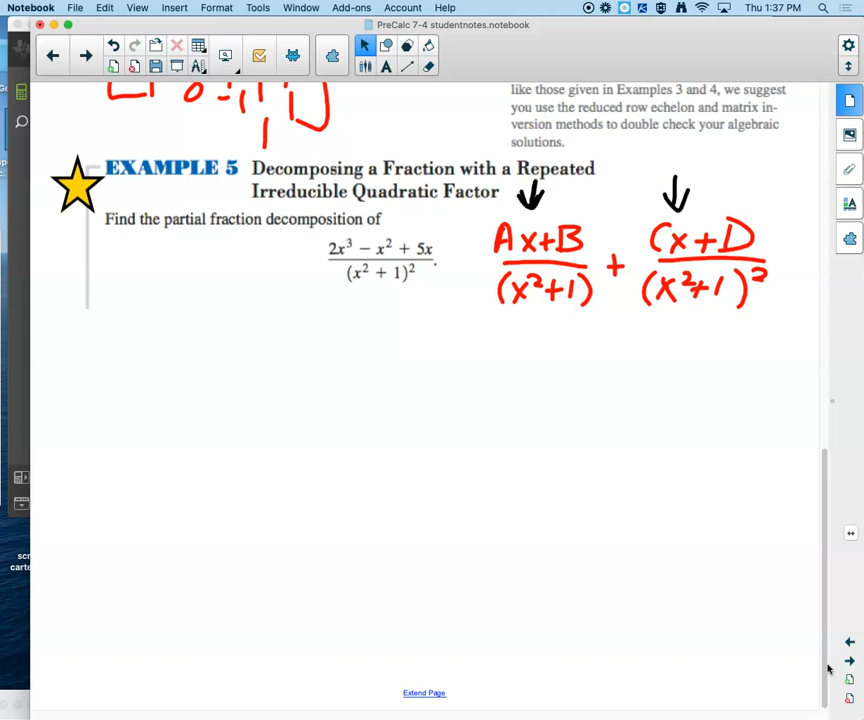 Notebook File Edit View Insert Format Tools Window Add-ons Account Help Thu 1:37 PM
PreCalc 7-4 studentnotes.notebook
like those given in Examples 3 and 4, we suggest
you use the reduced row echelon and matrix in-
version methods to double check your algebraic
solutions.
EXAMPLE 5 Decomposing a Fraction with a Repeated
Irreducible Quadratic Factor
Find the partial fraction decomposition of
2x³ − x² + 5x
(x² + 1)².
Ax+B + Cx+D
(x²+1) (x²+1)²
scr
carte
Extend Page